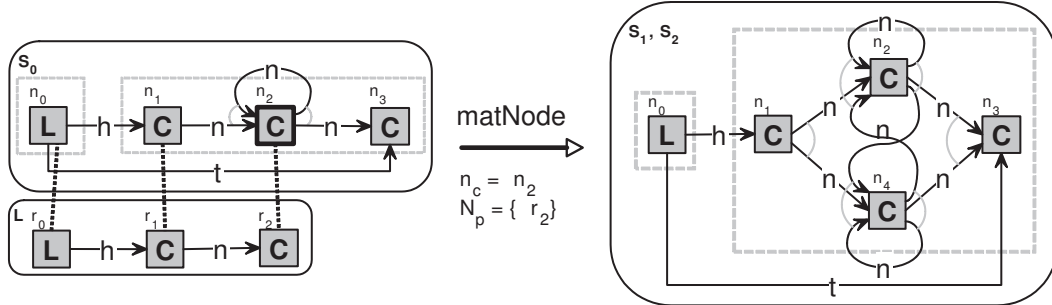 S0
n0 n1 n2 n3
n
L h C n C n C
t
L r0 r1 r2
L h C n C
matNode
nc = n2
Np = { r2}
S1, S2
n2
n
C
n0 n1 n n n n3
L h C C
n n n
n4
C
n
t